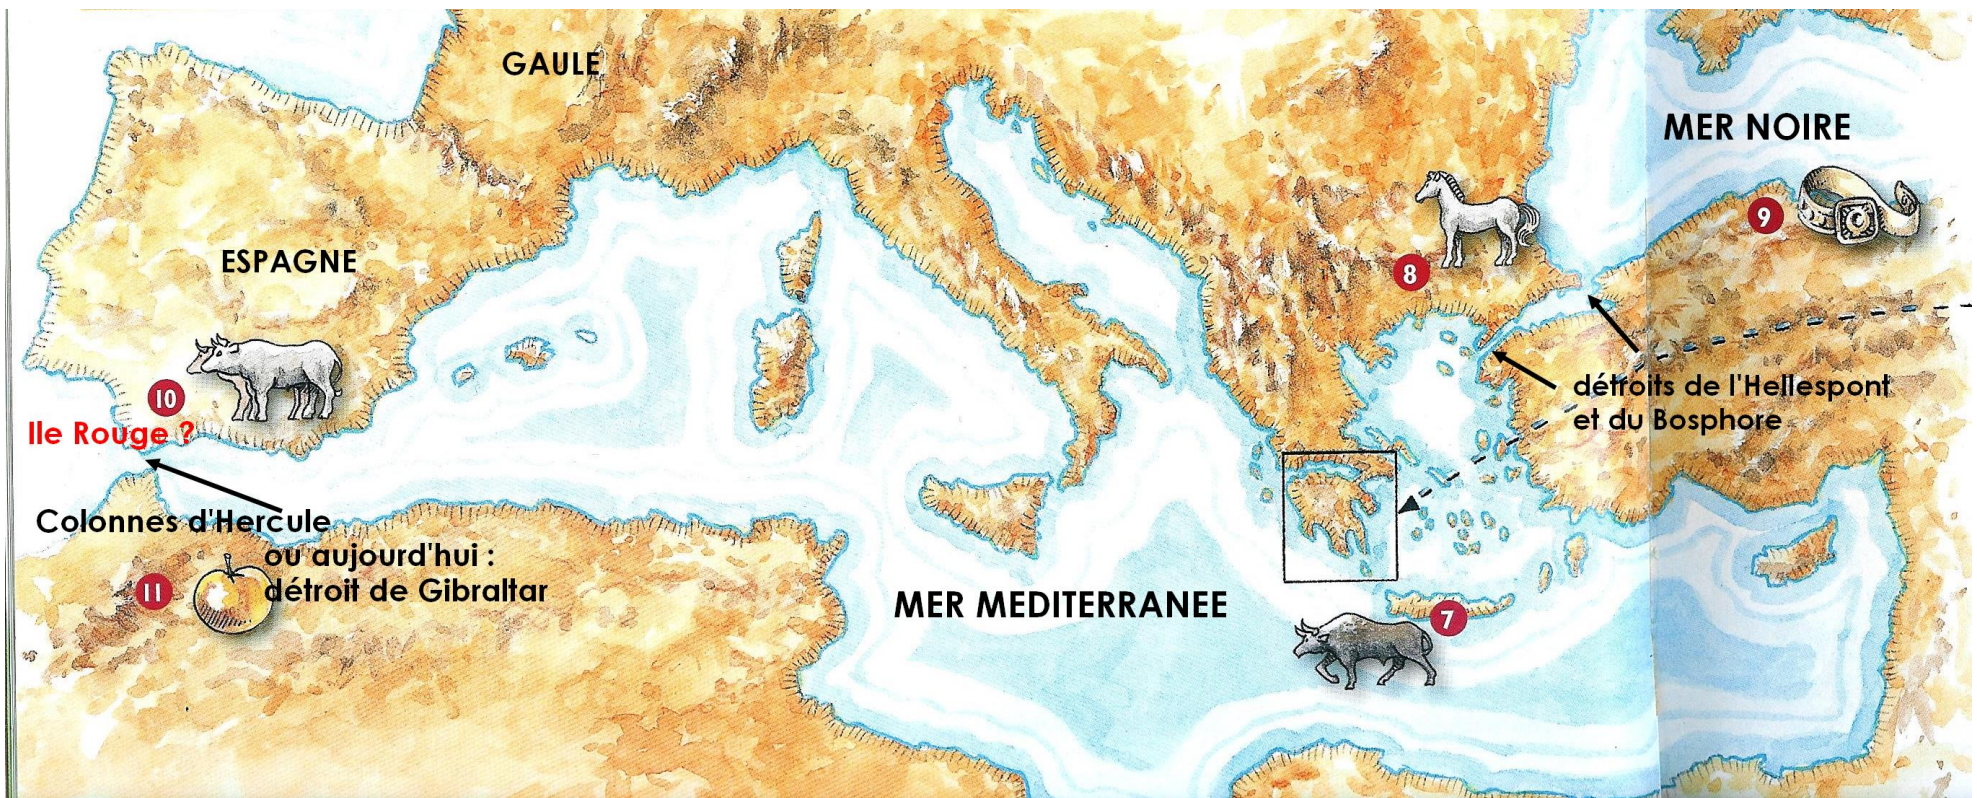 GAULE
MER NOIRE
9
ESPAGNE
8
10
détroits de l'Hellespont
et du Bosphore
Ile Rouge ?
Colonnes d'Hercule
ou aujourd'hui :
détroit de Gibraltar
11
MER MEDITERRANEE
7